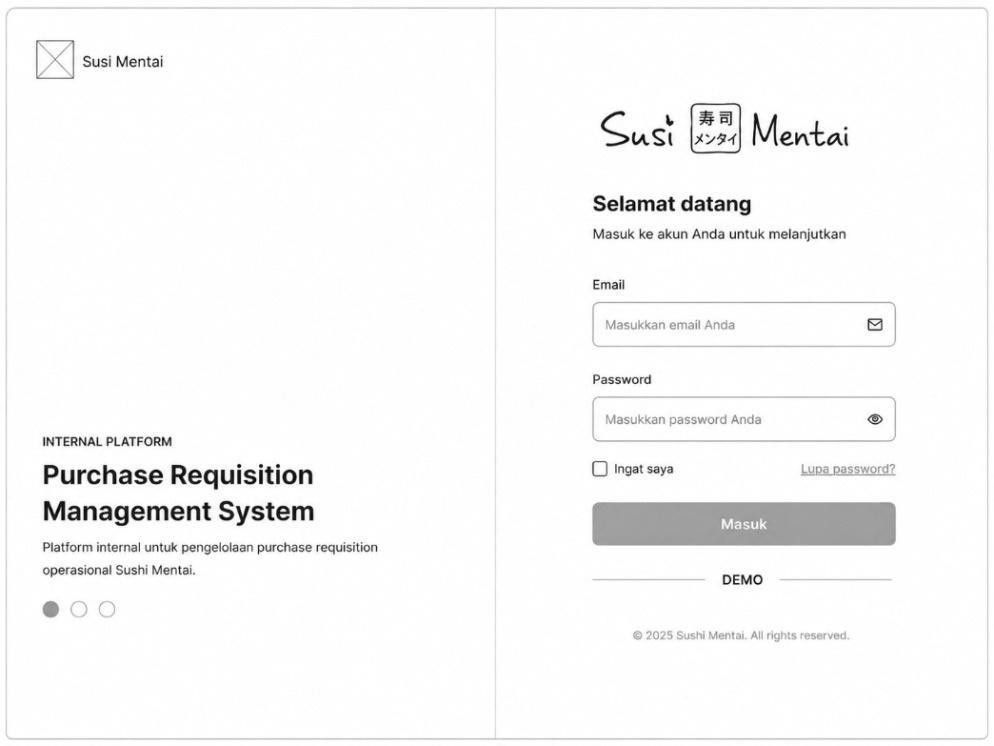 Susi Mentai
INTERNAL PLATFORM
Purchase Requisition
Management System
Platform internal untuk pengelolaan purchase requisition
operasional Sushi Mentai.
Susi 寿司 メンタイ Mentai
Selamat datang
Masuk ke akun Anda untuk melanjutkan
Email
Masukkan email Anda
Password
Masukkan password Anda
Ingat saya Lupa password?
Masuk
DEMO
© 2025 Sushi Mentai. All rights reserved.